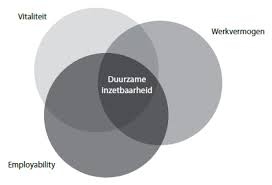 Vitaliteit
Werkvermogen
Duurzame
inzetbaarheid
Employability